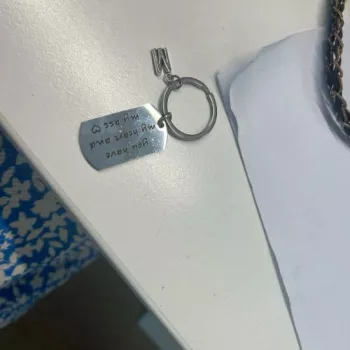 you have
my heart and
my ass ♡
M